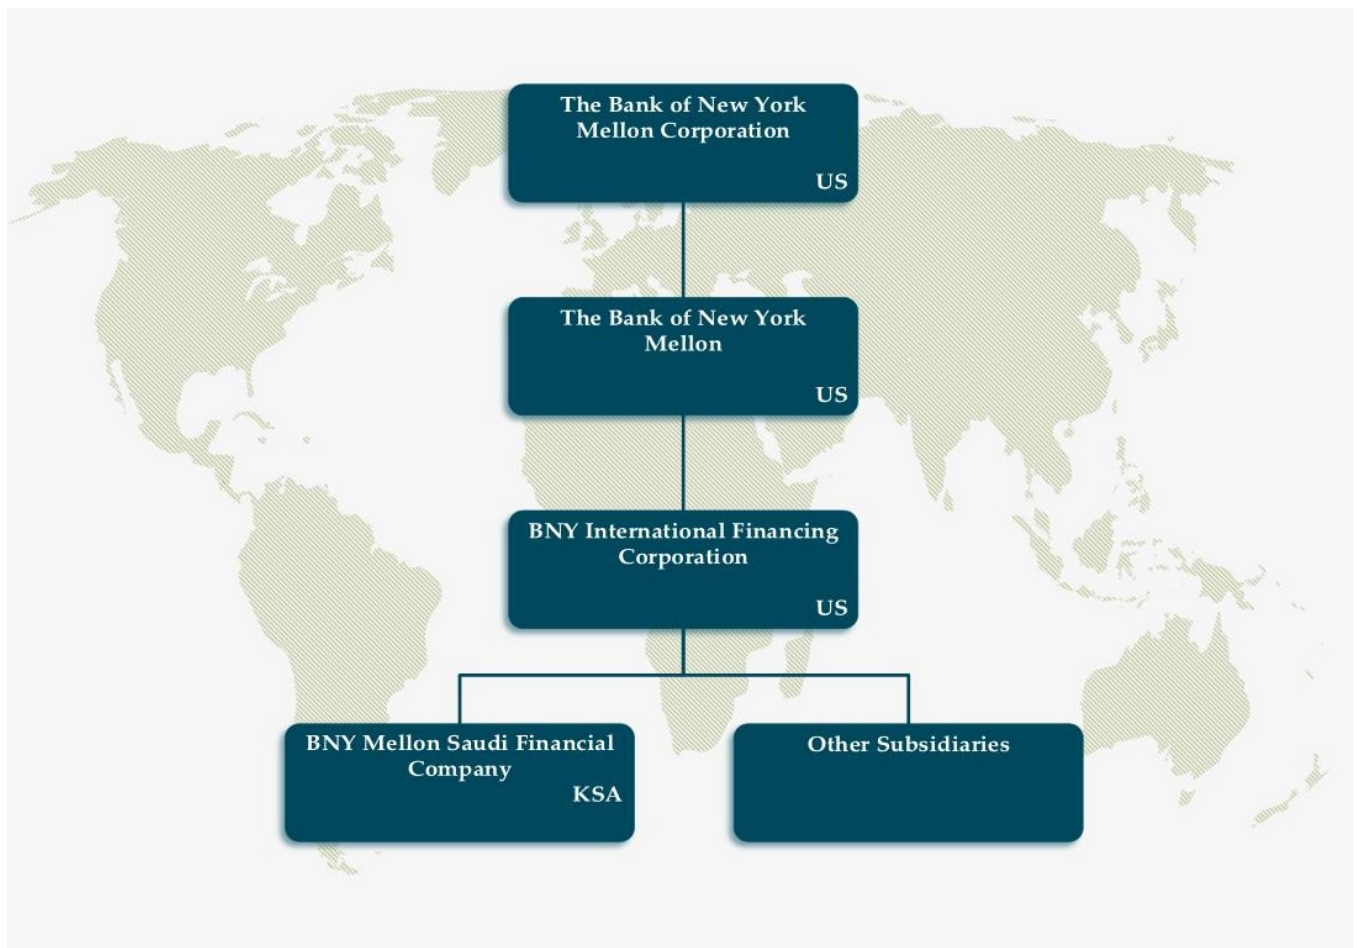 The Bank of New York
Mellon Corporation
US
The Bank of New York
Mellon
US
BNY International Financing
Corporation
US
BNY Mellon Saudi Financial
Company
KSA
Other Subsidiaries